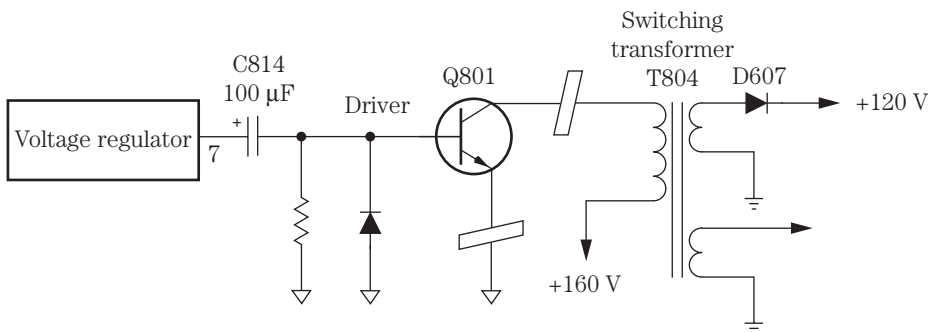 Switching
transformer
T804
D607
C814
100 µF
Q801
Driver
+120 V
Voltage regulator
+
7
+160 V